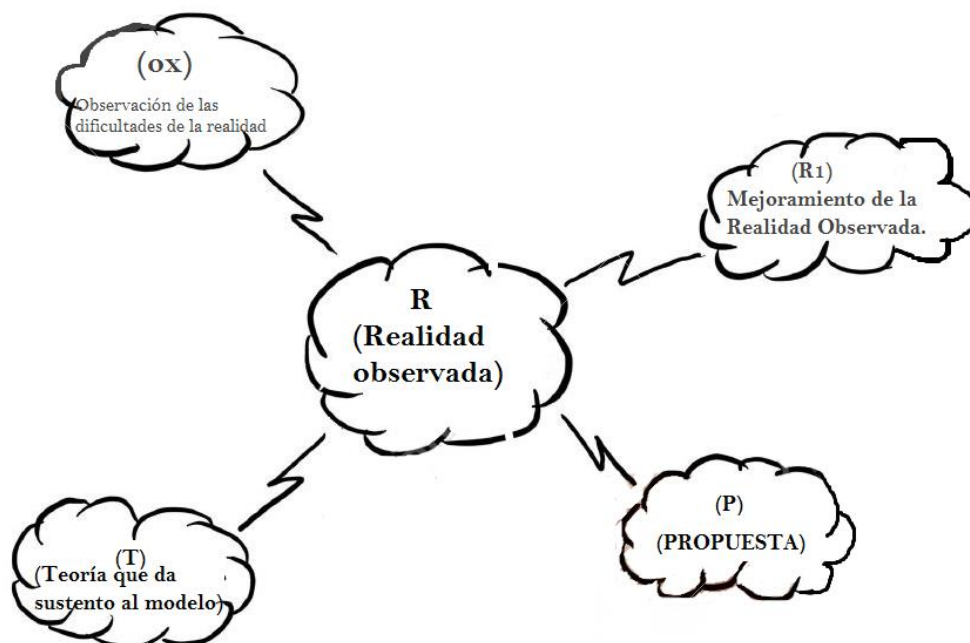 (ox)
Observación de las
dificultades de la realidad
(R1)
Mejoramiento de la
Realidad Observada.
R
(Realidad
observada)
(T)
(Teoría que da
sustento al modelo)
(P)
(PROPUESTA)